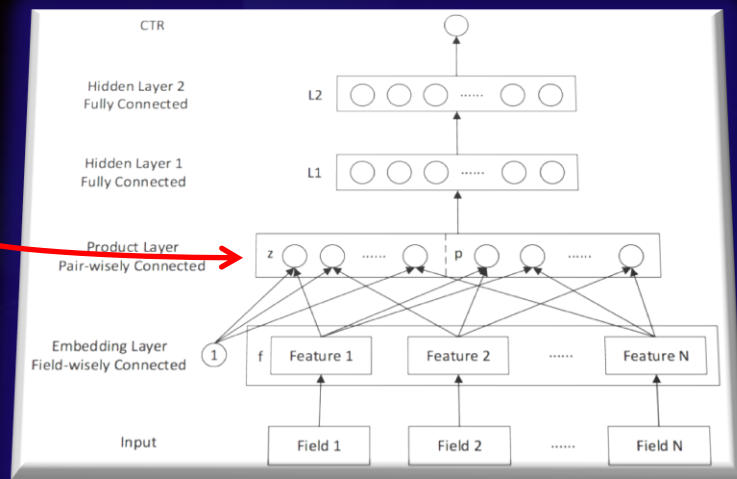 CTR
Hidden Layer 2
Fully Connected
L2
......
Hidden Layer 1
Fully Connected
L1
......
Product Layer
Pair-wisely Connected
z
......
p
......
Embedding Layer
Field-wisely Connected
1
f
Feature 1
Feature 2
......
Feature N
Input
Field 1
Field 2
......
Field N